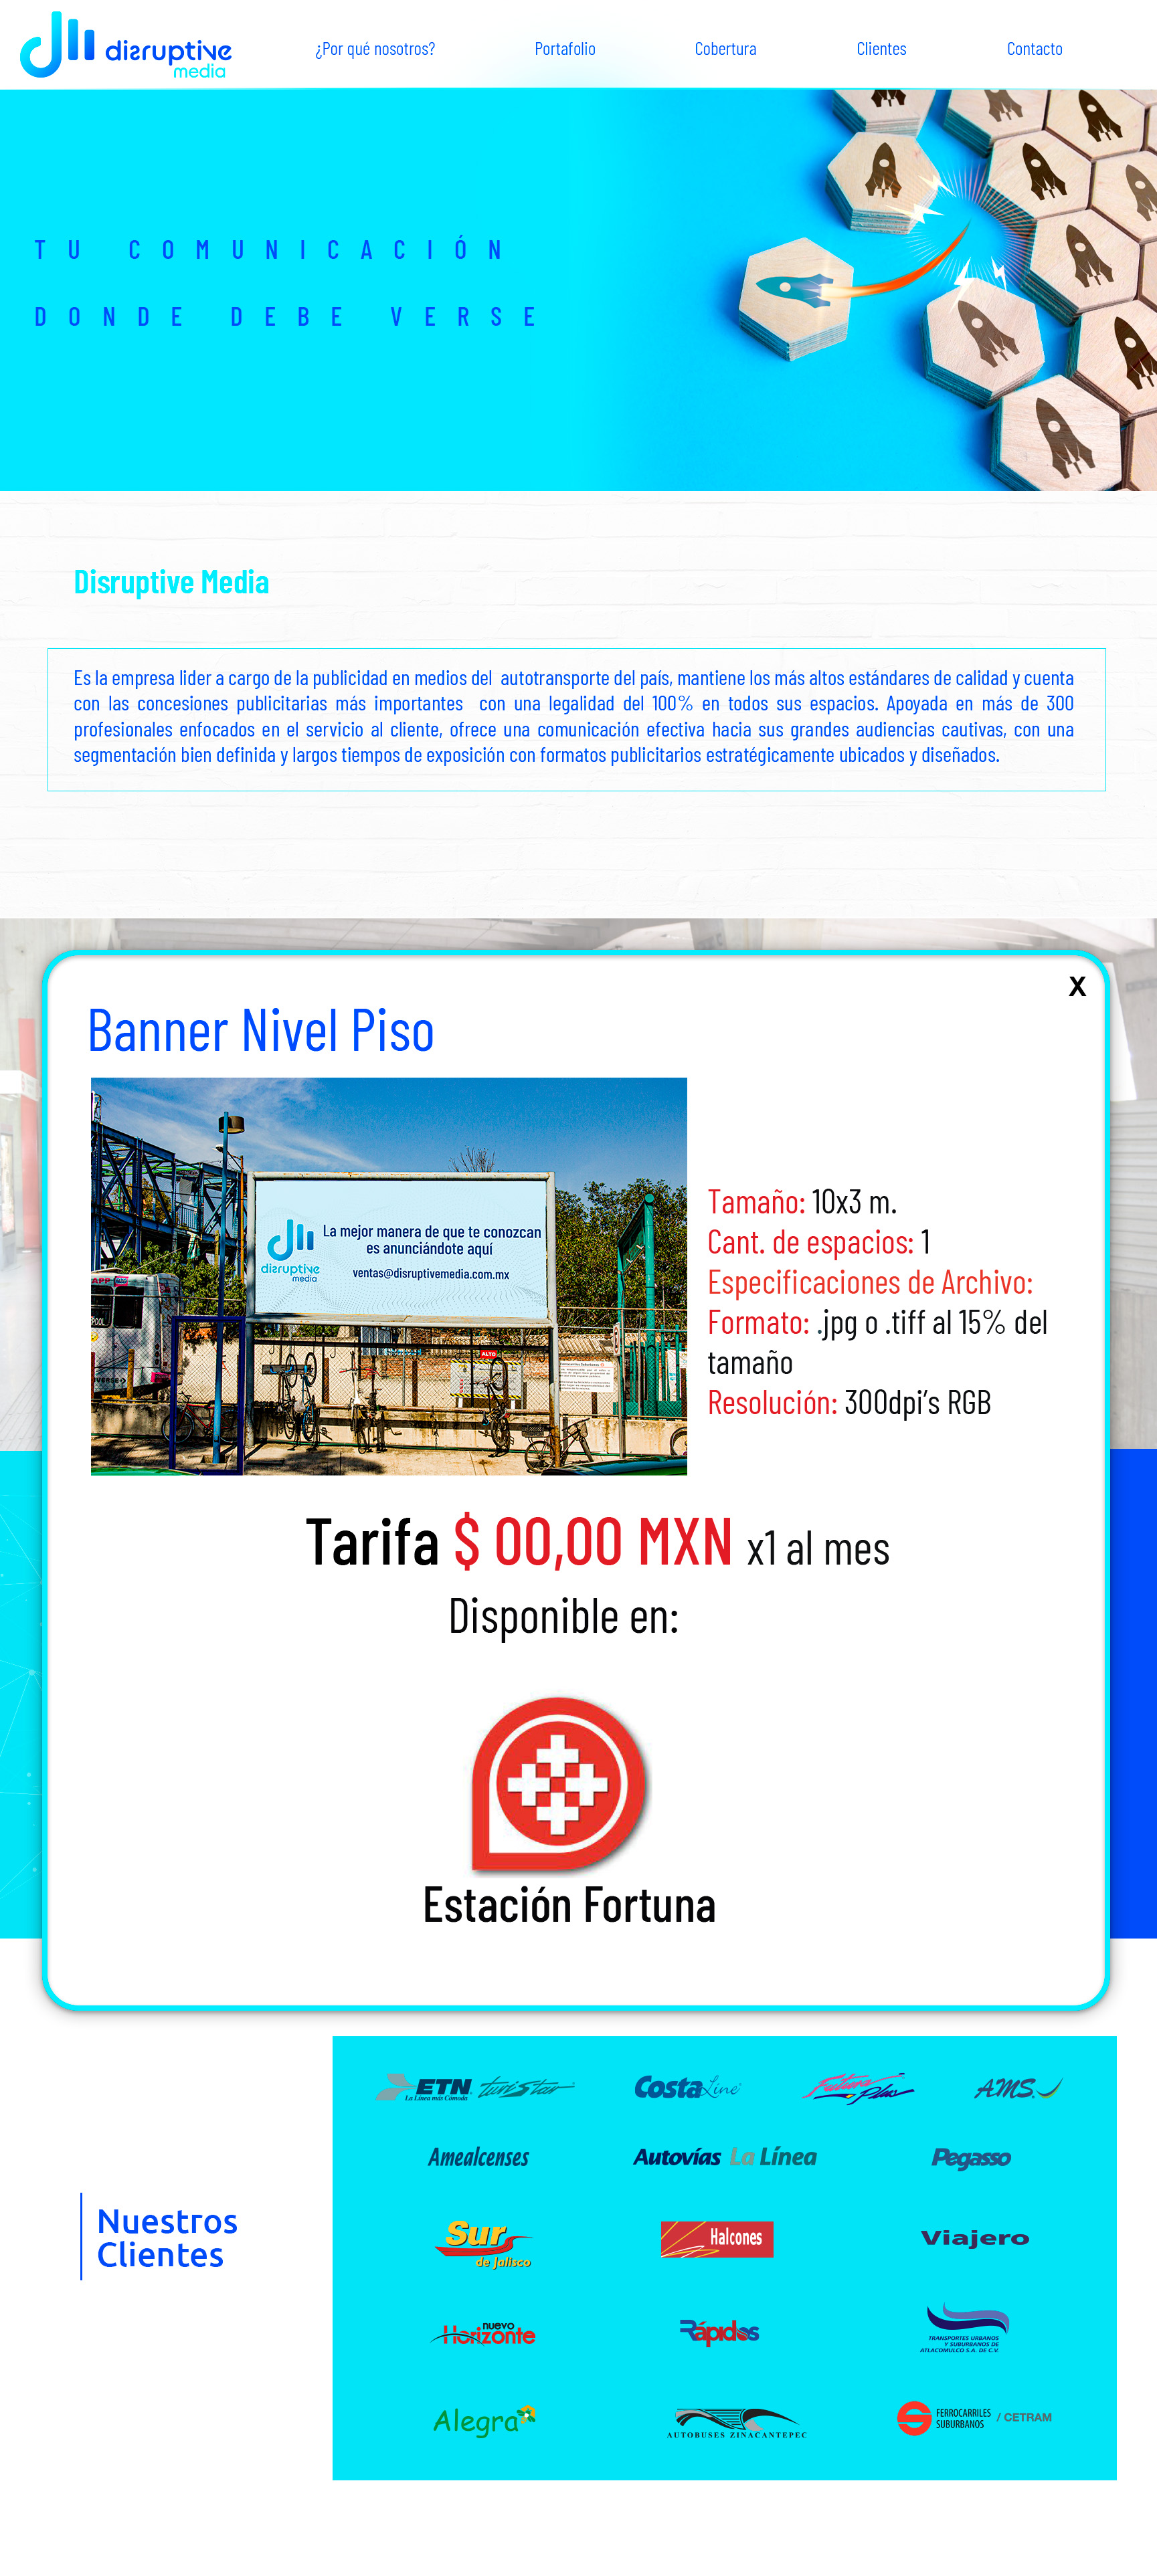 disruptive
media
¿Por qué nosotros?
Portafolio
Cobertura
Clientes
Contacto
TU COMUNICACIÓN
DONDE DEBE VERSE
Disruptive Media
Es la empresa lider a cargo de la publicidad en medios del autotransporte del país, mantiene los más altos estándares de calidad y cuenta
con las concesiones publicitarias más importantes con una legalidad del 100% en todos sus espacios. Apoyada en más de 300
profesionales enfocados en el servicio al cliente, ofrece una comunicación efectiva hacia sus grandes audiencias cautivas, con una
segmentación bien definida y largos tiempos de exposición con formatos publicitarios estratégicamente ubicados y diseñados.
X
Banner Nivel Piso
La mejor manera de que te conozcan
es anunciándote aquí
disruptive
media
ventas@disruptivemedia.com.mx
ALTO
Tamaño: 10x3 m.
Cant. de espacios: 1
Especificaciones de Archivo:
Formato: .jpg o .tiff al 15% del
tamaño
Resolución: 300dpi's RGB
Tarifa $ 00,00 MXN x1 al mes
Disponible en:
Estación Fortuna
Nuestros
Clientes
ETN turistar
La Línea más Cómoda
Costa Line
Futura
Plus
AMS
Amealcenses
Autovías La Línea
Pegasso
Sur
de Jalisco
Halcones
Viajero
nuevo
Horizonte
Rápidos
TRANSPORTES URBANOS
Y SUBURBANOS DE
ATLACOMULCO S.A. DE C.V.
Alegra
AUTOBUSES ZINACANTEPEC
FERROCARRILES
SUBURBANOS / CETRAM